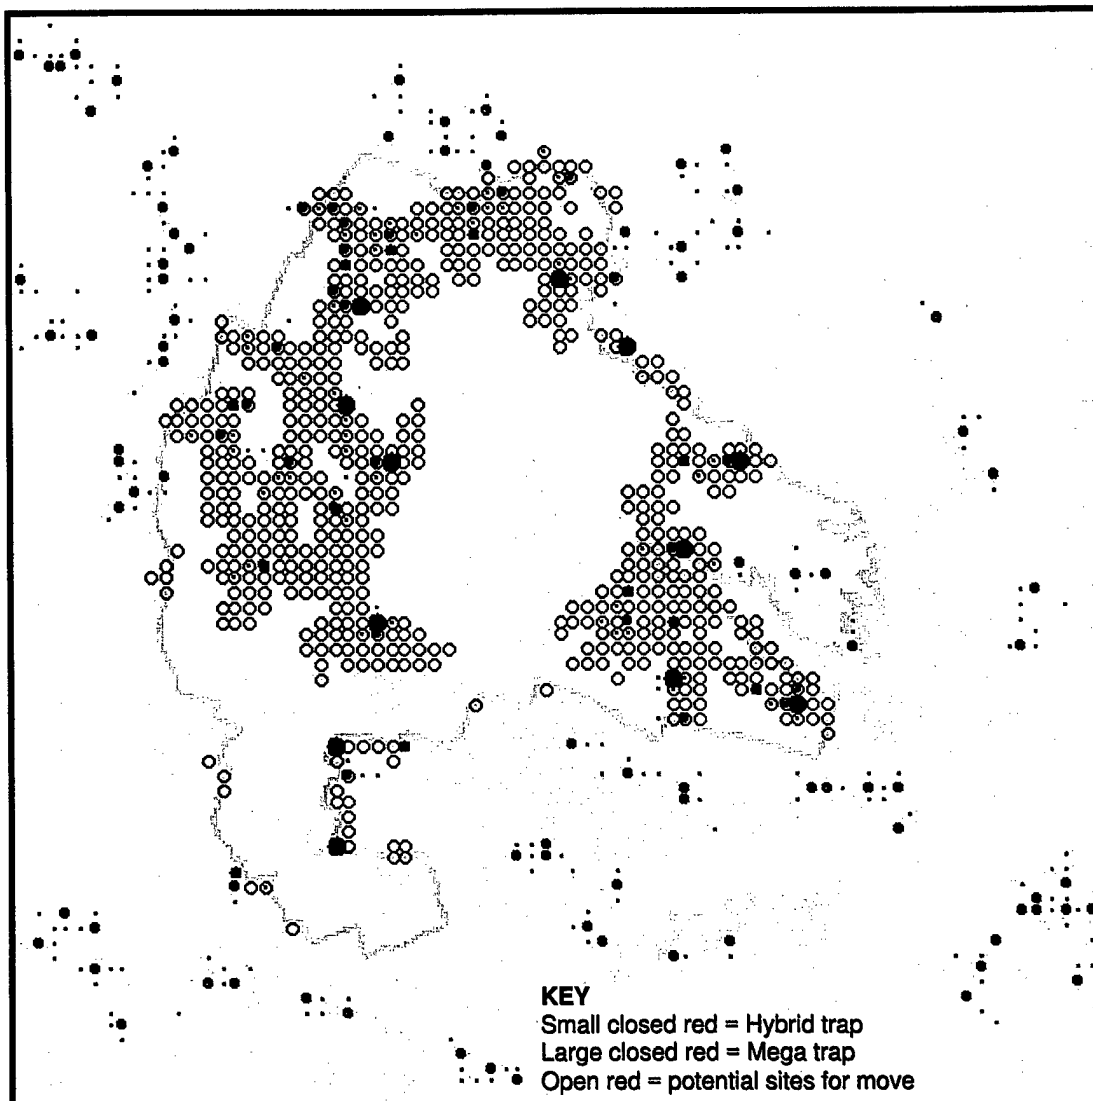 KEY
Small closed red = Hybrid trap
Large closed red = Mega trap
Open red = potential sites for move